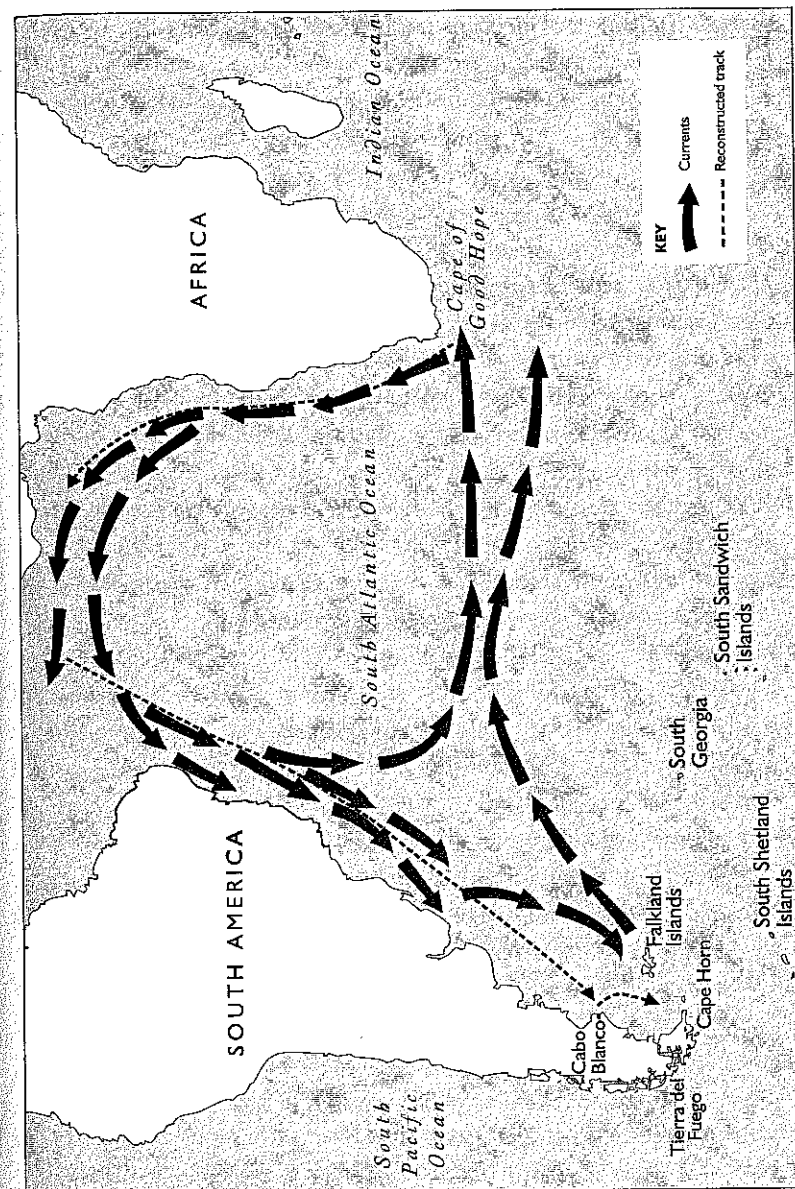 AFRICA
Indian Ocean
Cape of
Good Hope
South Atlantic Ocean
SOUTH AMERICA
South
Pacific
Ocean
Cabo
Blanco
Tierra del
Fuego
Cape Horn
Falkland
Islands
South Shetland
Islands
South
Georgia
South Sandwich
Islands
KEY
Currents
Reconstructed track